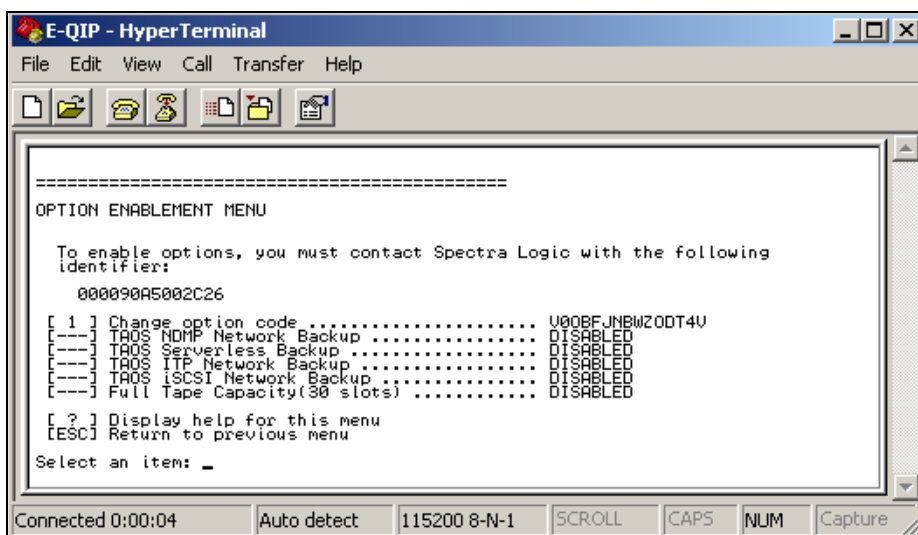 E-QIP - HyperTerminal
File Edit View Call Transfer Help
=============================================
OPTION ENABLEMENT MENU
To enable options, you must contact Spectra Logic with the following
identifier:
000090A5002C26
[ 1 ] Change option code ...................... V0OBFJNBWZODT4V
[---] TAOS NDMP Network Backup ................ DISABLED
[---] TAOS Serverless Backup .................. DISABLED
[---] TAOS ITP Network Backup ................. DISABLED
[---] TAOS iSCSI Network Backup ............... DISABLED
[---] Full Tape Capacity(30 slots) ............ DISABLED
[ ? ] Display help for this menu
[ESC] Return to previous menu
Select an item: _
Connected 0:00:04 Auto detect 115200 8-N-1 SCROLL CAPS NUM Capture